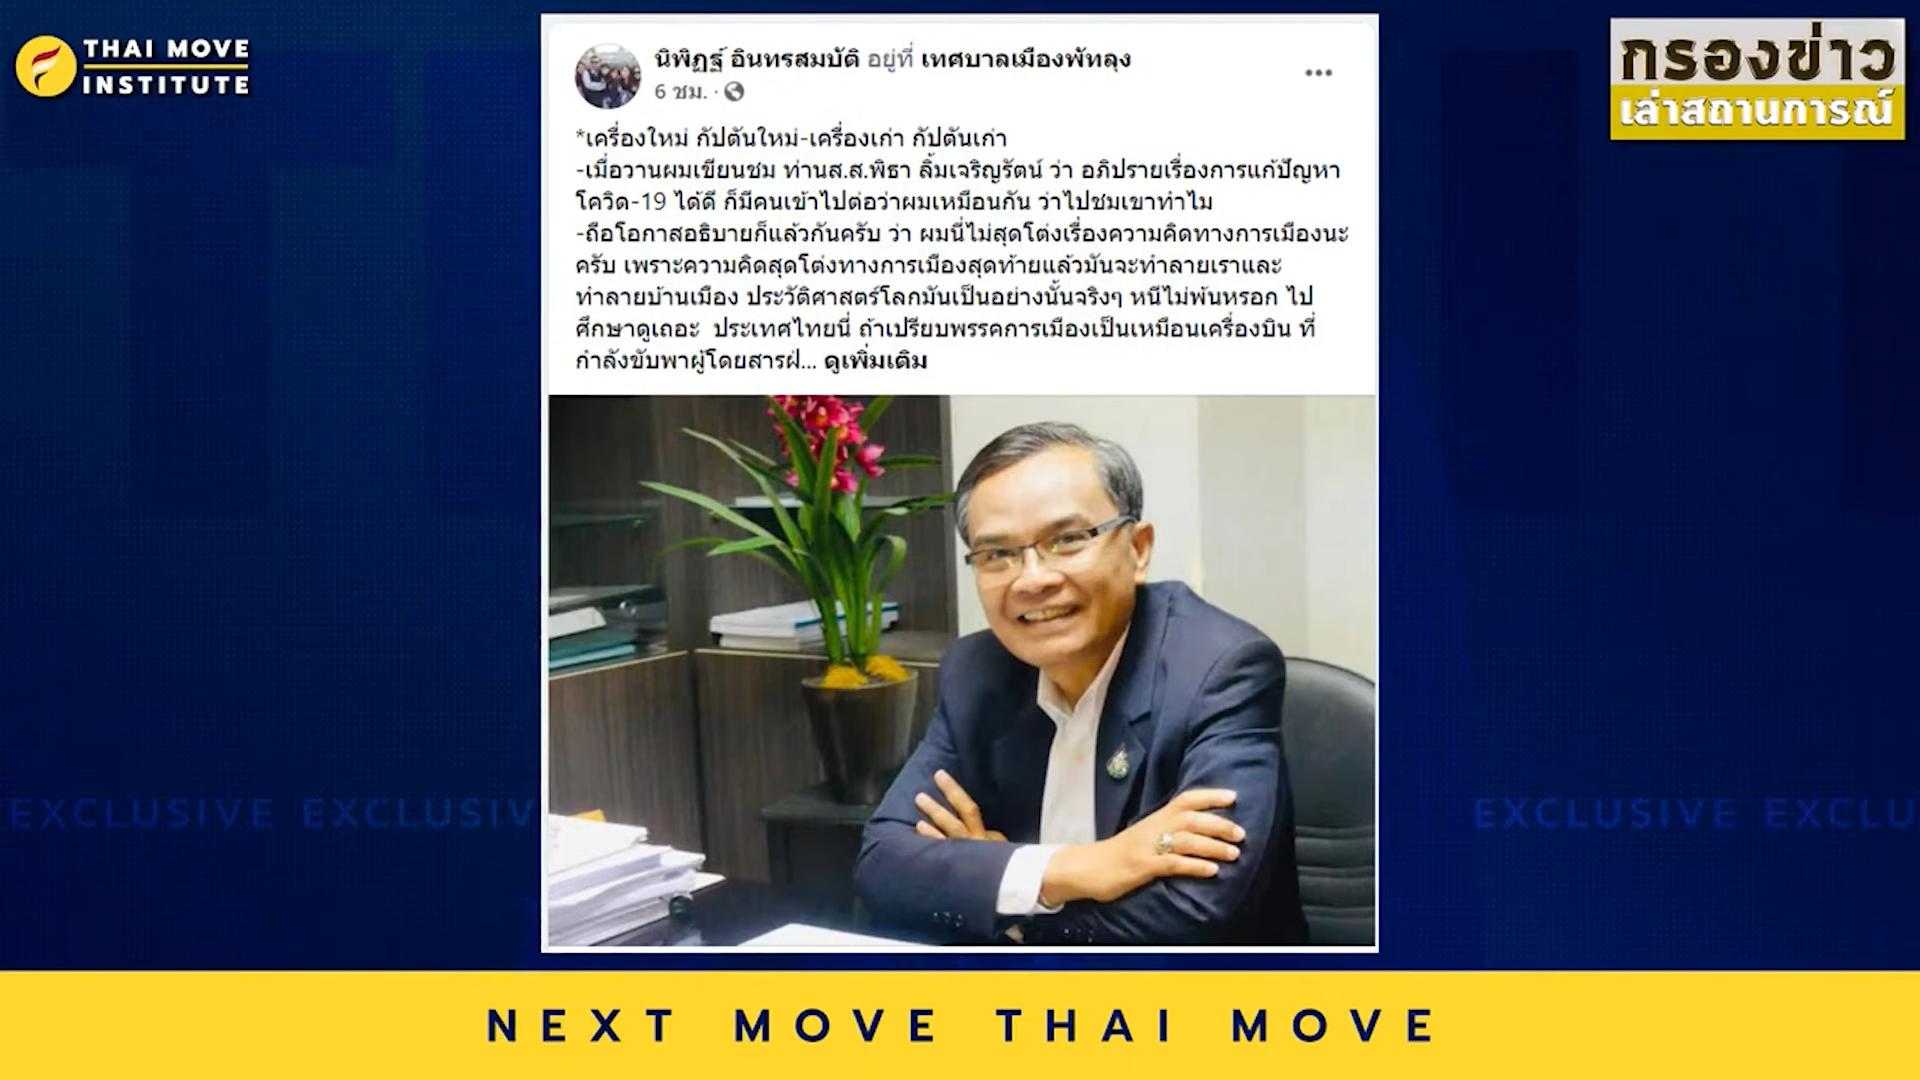 THAI MOVE
INSTITUTE
กรองข่าว
เล่าสถานการณ์
นิพิฏฐ์ อินทรสมบัติ อยู่ที่ เทศบาลเมืองพัทลุง
6 ชม.
*เครื่องใหม่ กัปตันใหม่-เครื่องเก่า กัปตันเก่า
-เมื่อวานผมเขียนชม ท่านส.ส.พิธา ลิ้มเจริญรัตน์ ว่า อภิปรายเรื่องการแก้ปัญหา
โควิด-19 ได้ดี ก็มีคนเข้าไปต่อว่าผมเหมือนกัน ว่าไปชมเขาทำไม
-ถือโอกาสอธิบายก็แล้วกันครับ ว่า ผมนี่ไม่สุดโต่งเรื่องความคิดทางการเมืองนะ
ครับ เพราะความคิดสุดโต่งทางการเมืองสุดท้ายแล้วมันจะทำลายเราและ
ทำลายบ้านเมือง ประวัติศาสตร์โลกมันเป็นอย่างนั้นจริงๆ หนีไม่พ้นหรอก ไป
ศึกษาดูเถอะ ประเทศไทยนี่ ถ้าเปรียบพรรคการเมืองเป็นเหมือนเครื่องบิน ที่
กำลังขับพาผู้โดยสารฝ่... ดูเพิ่มเติม
EXCLUSIVE EXCLUSIV
EXCLUSIVE EXCLU
NEXT MOVE THAI MOVE